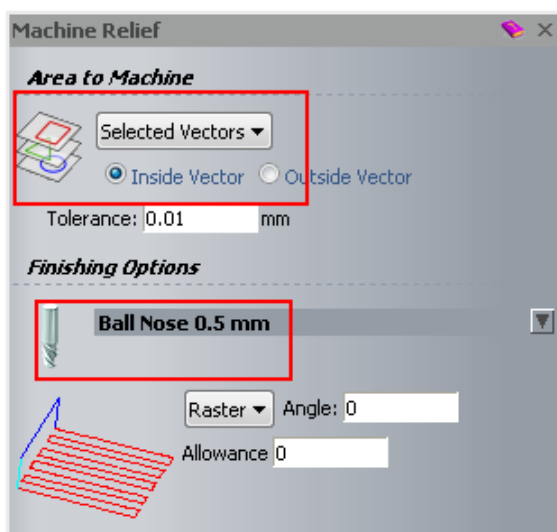 Machine Relief
Area to Machine
Selected Vectors
Inside Vector Outside Vector
Tolerance: 0.01 mm
Finishing Options
Ball Nose 0.5 mm
Raster Angle: 0
Allowance 0